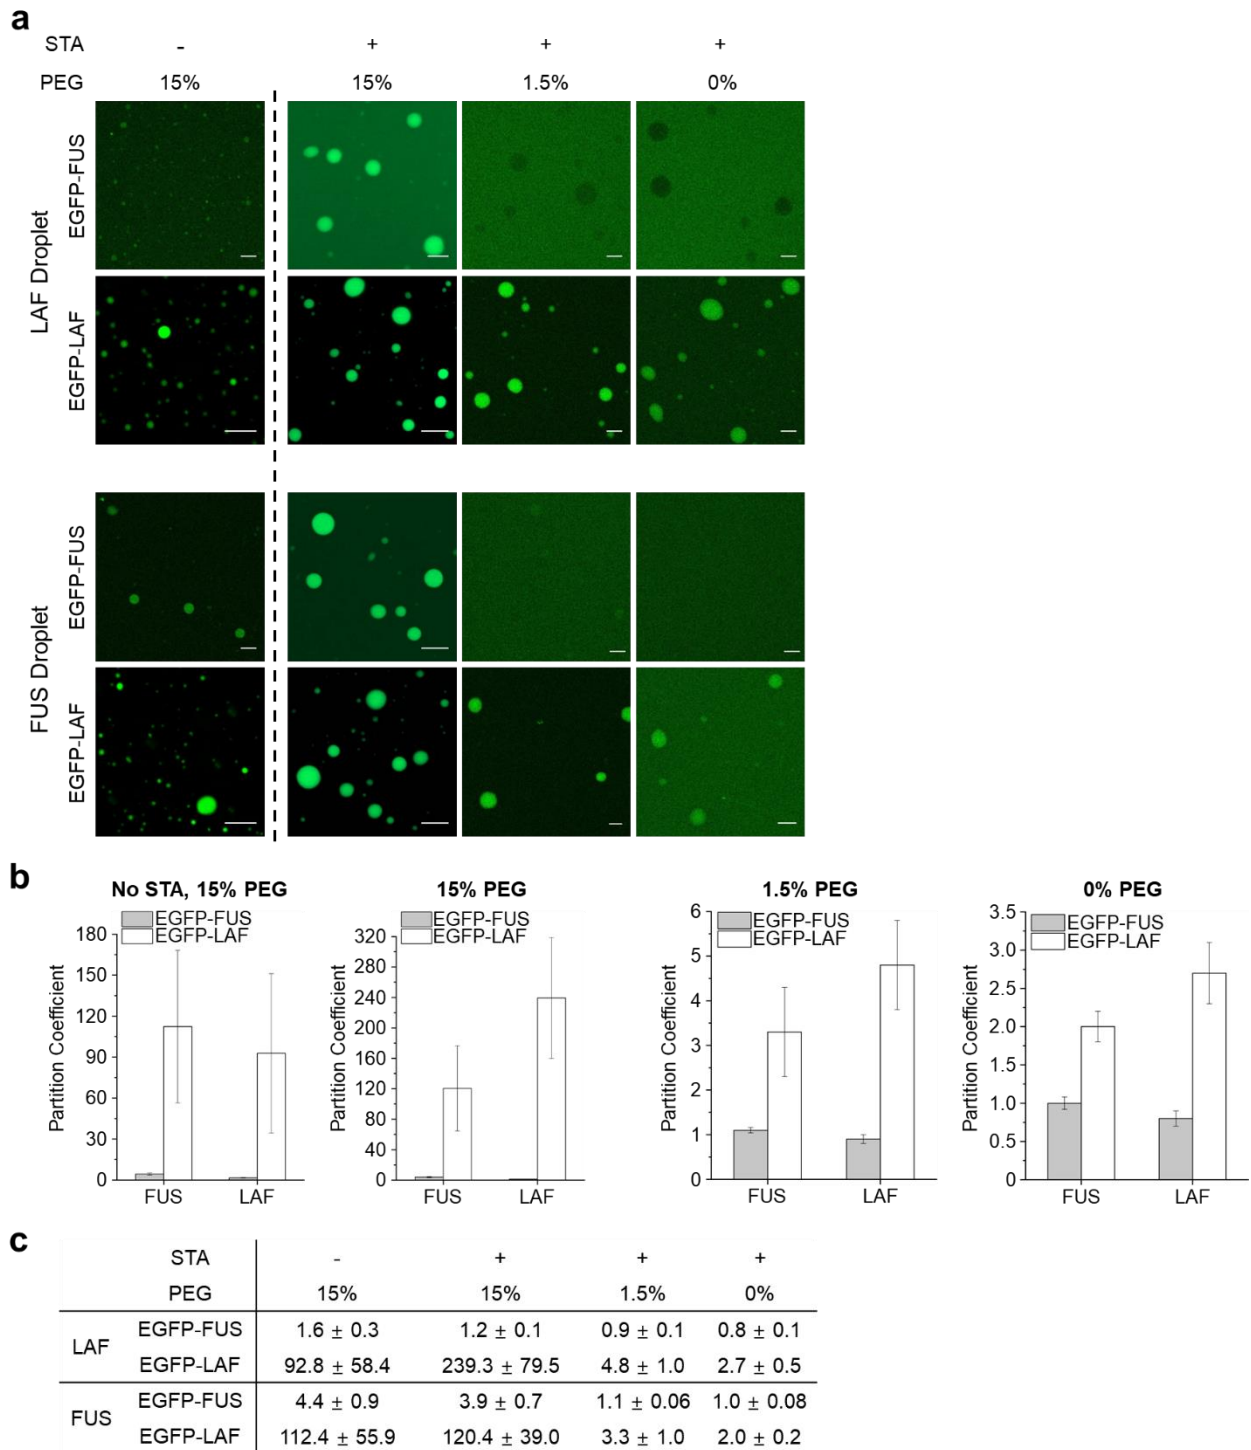 a
STA - + + +
PEG 15% 15% 1.5% 0%
LAF Droplet
EGFP-FUS
EGFP-LAF
FUS Droplet
EGFP-FUS
EGFP-LAF
b
No STA, 15% PEG
EGFP-FUS
EGFP-LAF
Partition Coefficient
180
150
120
90
60
30
0
FUS LAF
15% PEG
EGFP-FUS
EGFP-LAF
Partition Coefficient
320
280
240
200
160
120
80
40
0
FUS LAF
1.5% PEG
EGFP-FUS
EGFP-LAF
Partition Coefficient
6
5
4
3
2
1
0
FUS LAF
0% PEG
EGFP-FUS
EGFP-LAF
Partition Coefficient
3.5
3.0
2.5
2.0
1.5
1.0
0.5
0
FUS LAF
c
STA - + + +
PEG 15% 15% 1.5% 0%
LAF
EGFP-FUS 1.6 ± 0.3 1.2 ± 0.1 0.9 ± 0.1 0.8 ± 0.1
EGFP-LAF 92.8 ± 58.4 239.3 ± 79.5 4.8 ± 1.0 2.7 ± 0.5
FUS
EGFP-FUS 4.4 ± 0.9 3.9 ± 0.7 1.1 ± 0.06 1.0 ± 0.08
EGFP-LAF 112.4 ± 55.9 120.4 ± 39.0 3.3 ± 1.0 2.0 ± 0.2